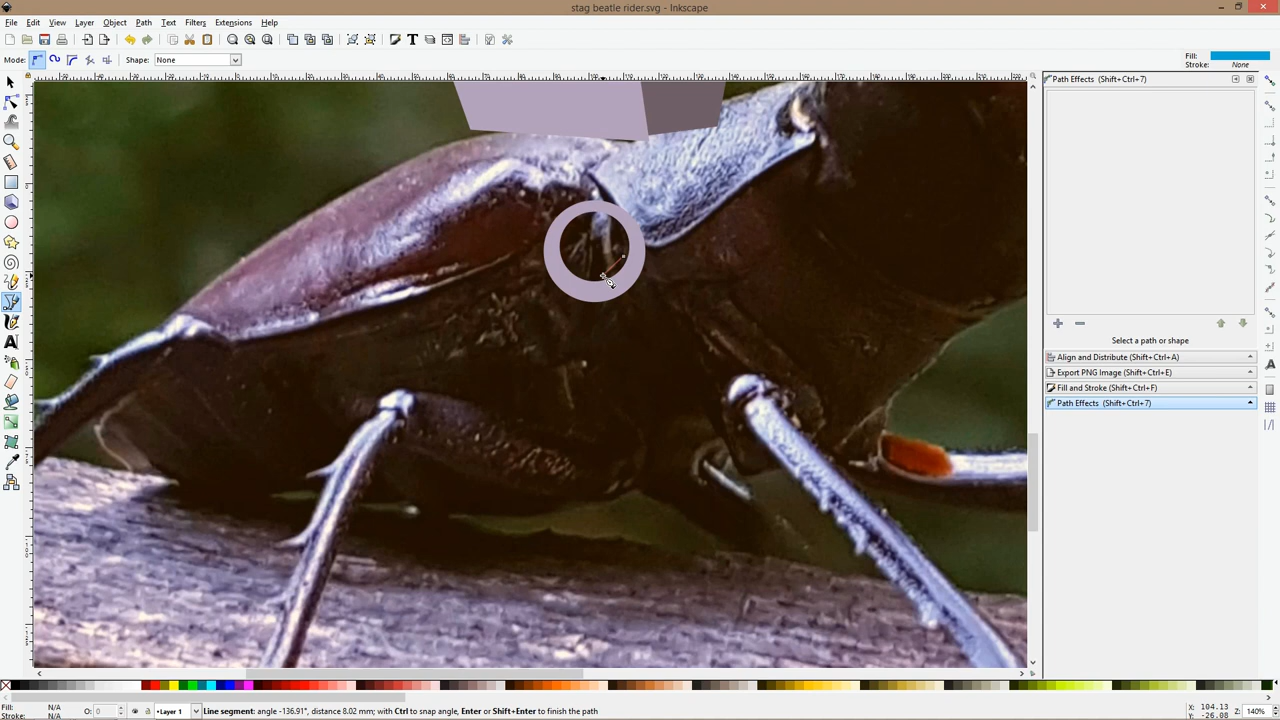 stag beatle rider.svg - Inkscape
File Edit View Layer Object Path Text Filters Extensions Help
Mode: Shape: None
Fill:
Stroke: None
Path Effects (Shift+Ctrl+7)
Select a path or shape
Align and Distribute (Shift+Ctrl+A)
Export PNG Image (Shift+Ctrl+E)
Fill and Stroke (Shift+Ctrl+F)
Path Effects (Shift+Ctrl+7)
Fill: N/A
Stroke: N/A
O: 0
Layer 1
Line segment: angle -136.91°, distance 8.02 mm; with Ctrl to snap angle, Enter or Shift+Enter to finish the path
X: 104.13
Y: -26.08
Z: 140%